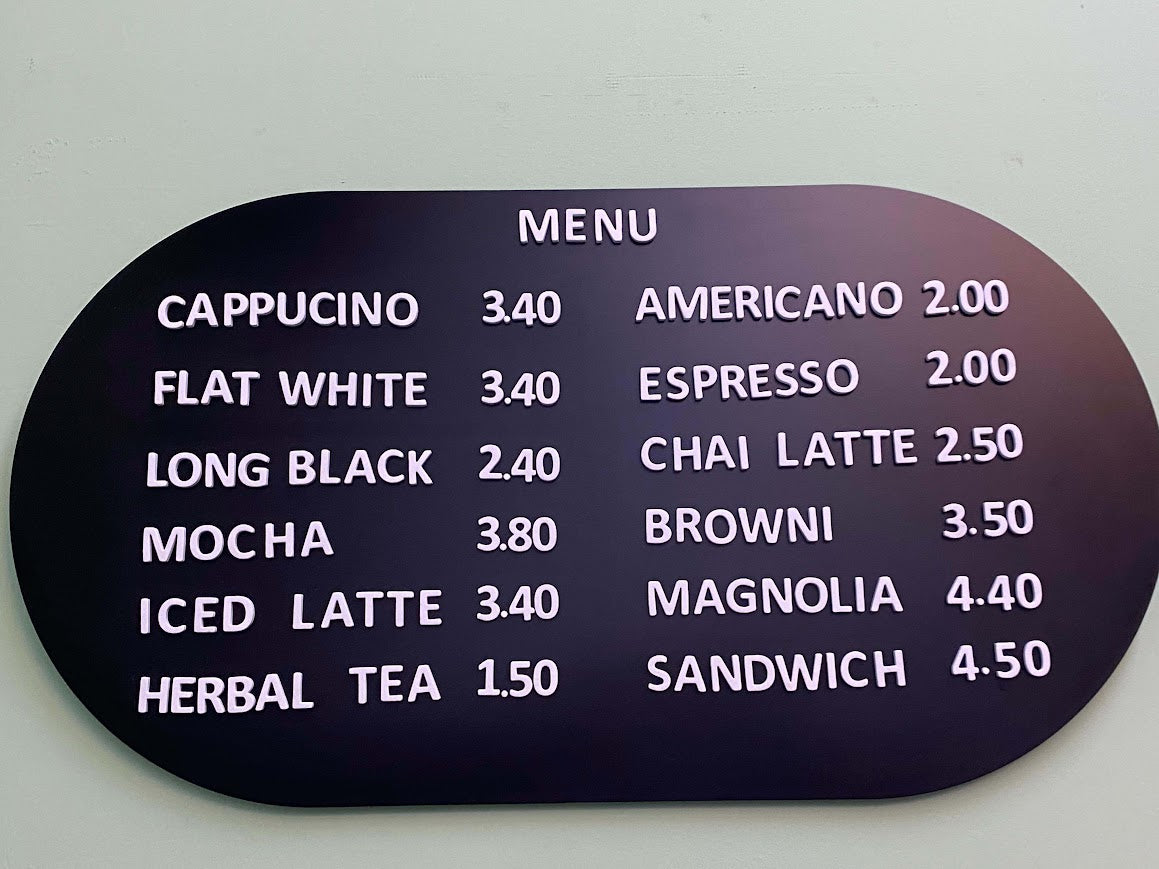 MENU
CAPPUCINO 3.40
FLAT WHITE 3.40
LONG BLACK 2.40
MOCHA 3.80
ICED LATTE 3.40
HERBAL TEA 1.50
AMERICANO 2.00
ESPRESSO 2.00
CHAI LATTE 2.50
BROWNI 3.50
MAGNOLIA 4.40
SANDWICH 4.50